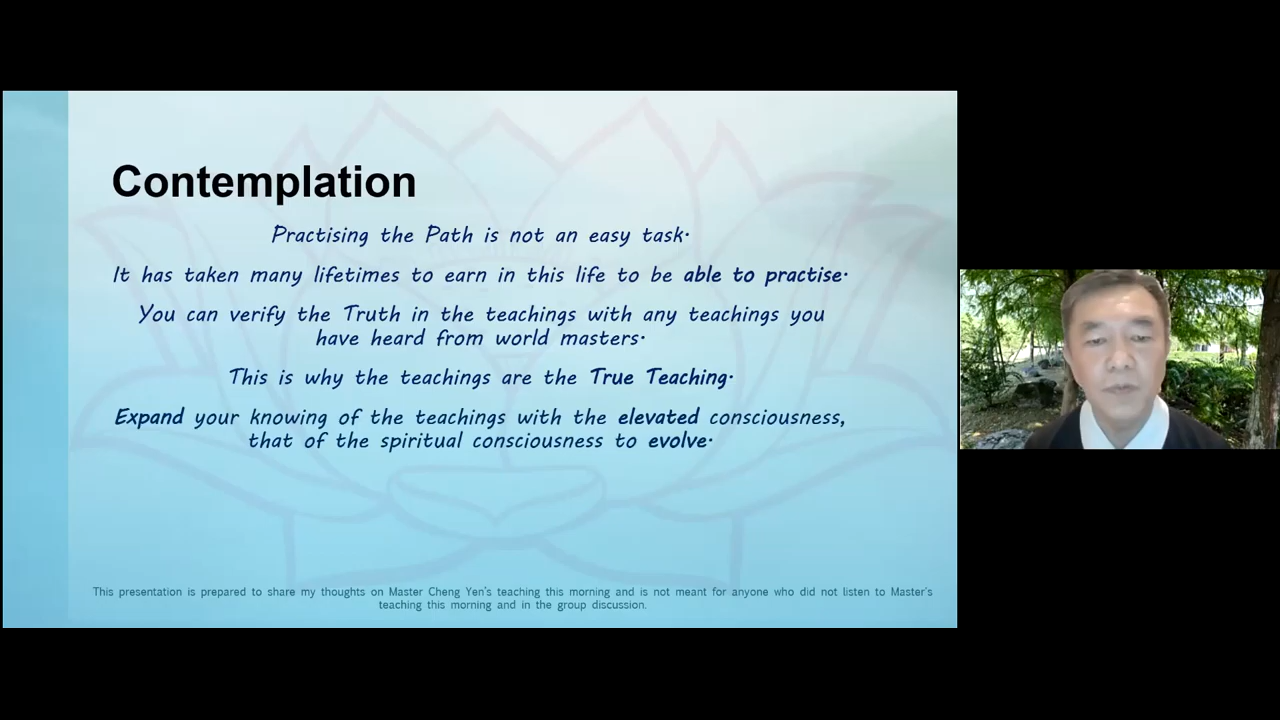 Contemplation
Practising the Path is not an easy task.
It has taken many lifetimes to earn in this life to be able to practise.
You can verify the Truth in the teachings with any teachings you
have heard from world masters.
This is why the teachings are the True Teaching.
Expand your knowing of the teachings with the elevated consciousness,
that of the spiritual consciousness to evolve.
This presentation is prepared to share my thoughts on Master Cheng Yen's teaching this morning and is not meant for anyone who did not listen to Master's
teaching this morning and in the group discussion.